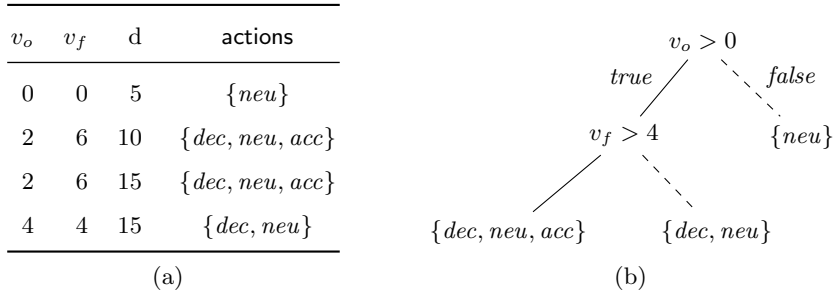 v_o v_f d actions
0 0 5 {neu}
2 6 10 {dec, neu, acc}
2 6 15 {dec, neu, acc}
4 4 15 {dec, neu}
(a)
v_o > 0
true false
v_f > 4 {neu}
{dec, neu, acc} {dec, neu}
(b)